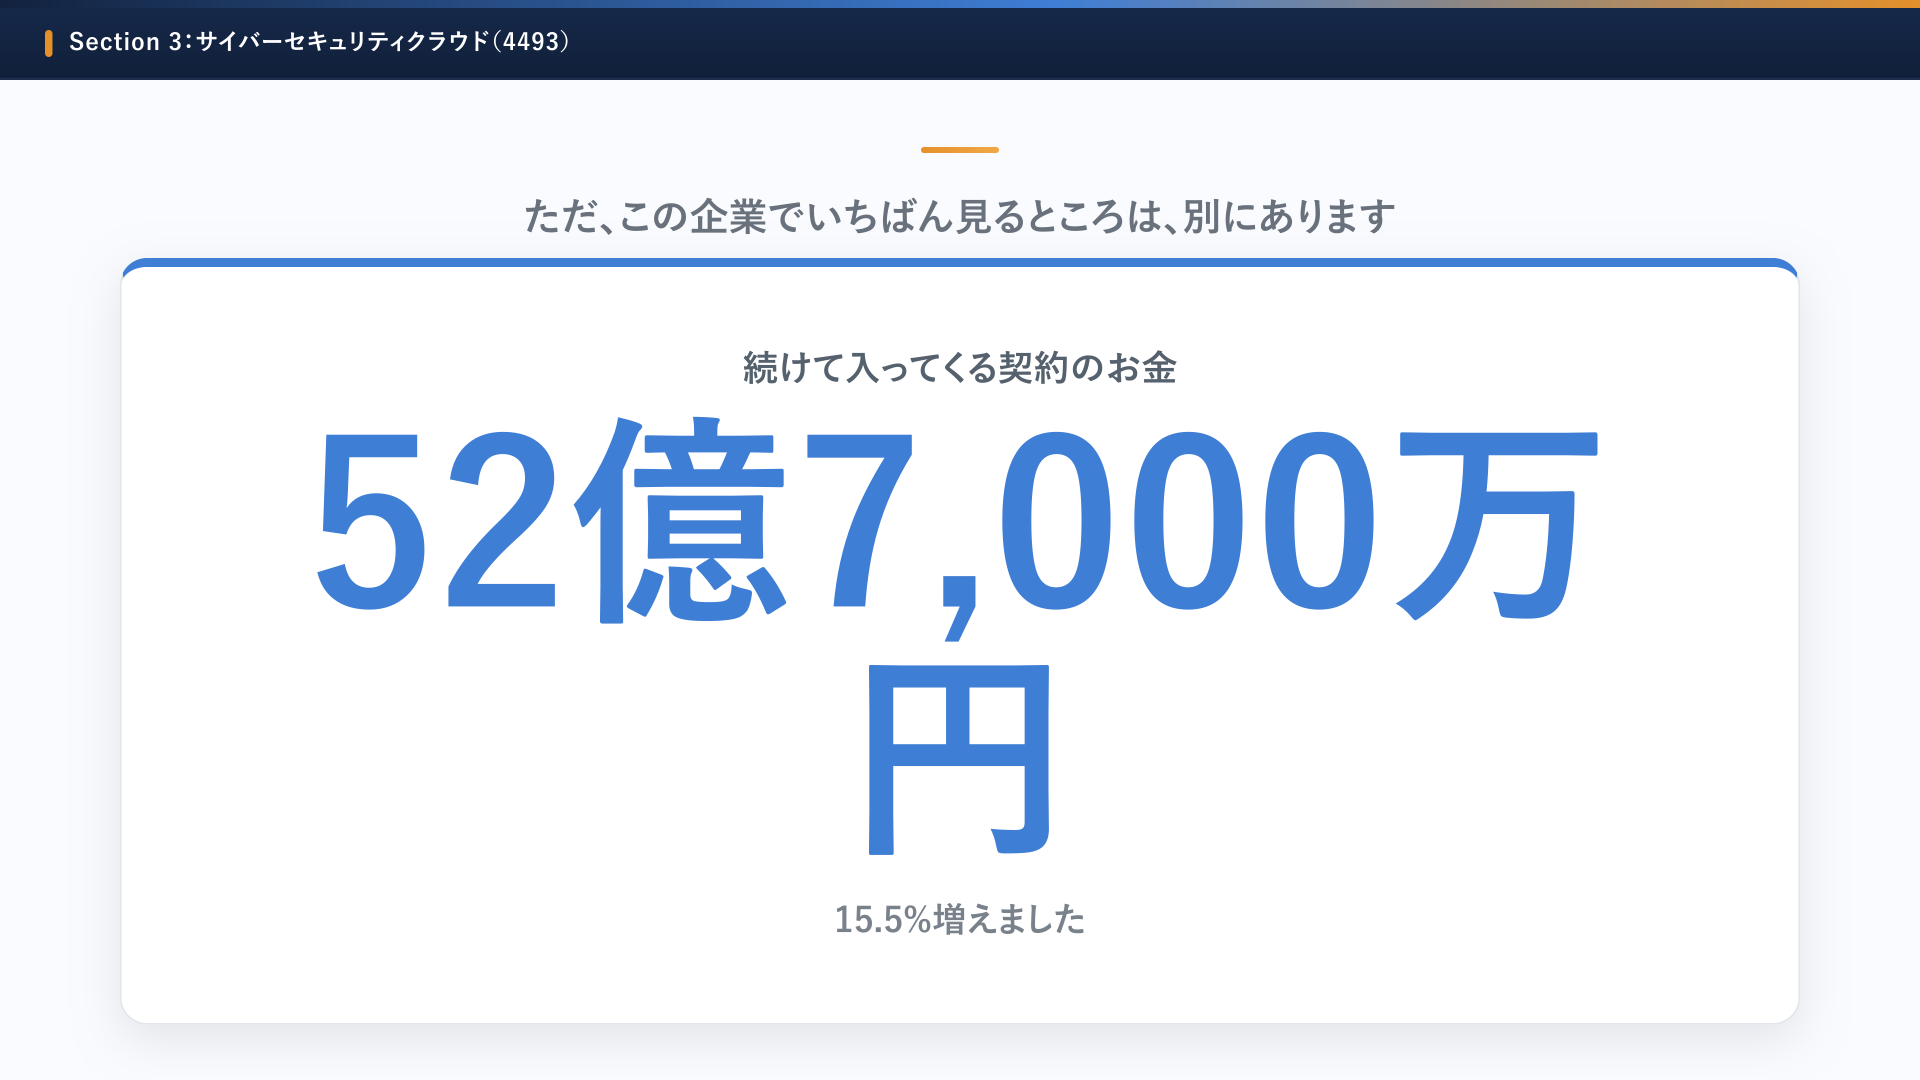 Section 3：サイバーセキュリティクラウド（4493）
ただ、この企業でいちばん見るところは、別にあります
続けて入ってくる契約のお金
52億7,000万
円
15.5%増えました